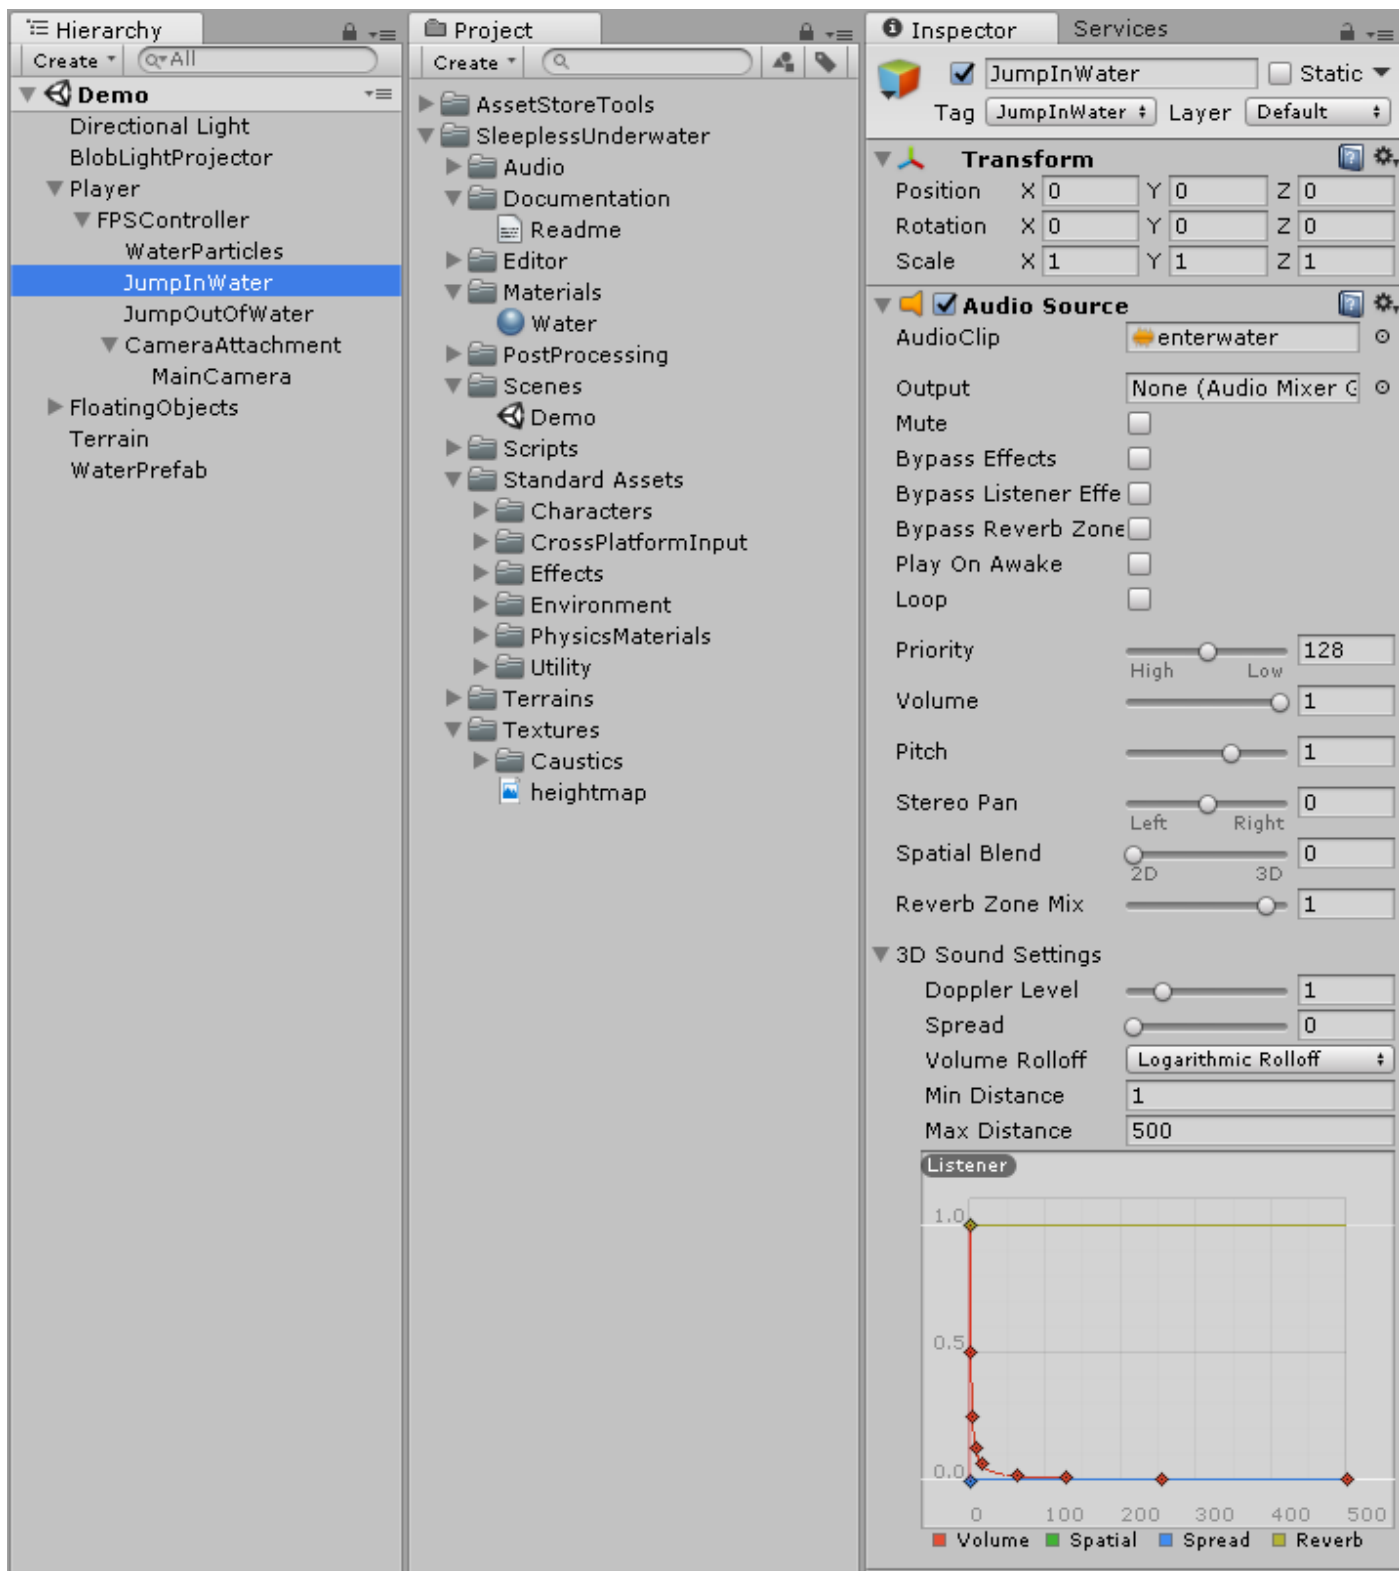 Hierarchy
Create
All
Demo
Directional Light
BlobLightProjector
Player
FPSController
WaterParticles
JumpInWater
JumpOutOfWater
CameraAttachment
MainCamera
FloatingObjects
Terrain
WaterPrefab
Project
Create
AssetStoreTools
SleeplessUnderwater
Audio
Documentation
Readme
Editor
Materials
Water
PostProcessing
Scenes
Demo
Scripts
Standard Assets
Characters
CrossPlatformInput
Effects
Environment
PhysicsMaterials
Utility
Terrains
Textures
Caustics
heightmap
Inspector Services
JumpInWater Static
Tag JumpInWater Layer Default
Transform
Position X 0 Y 0 Z 0
Rotation X 0 Y 0 Z 0
Scale X 1 Y 1 Z 1
Audio Source
AudioClip enterwater
Output None (Audio Mixer G
Mute
Bypass Effects
Bypass Listener Effe
Bypass Reverb Zone
Play On Awake
Loop
Priority 128
High Low
Volume 1
Pitch 1
Stereo Pan 0
Left Right
Spatial Blend 0
2D 3D
Reverb Zone Mix 1
3D Sound Settings
Doppler Level 1
Spread 0
Volume Rolloff Logarithmic Rolloff
Min Distance 1
Max Distance 500
Listener
1.0
0.5
0.0
0 100 200 300 400 500
Volume Spatial Spread Reverb